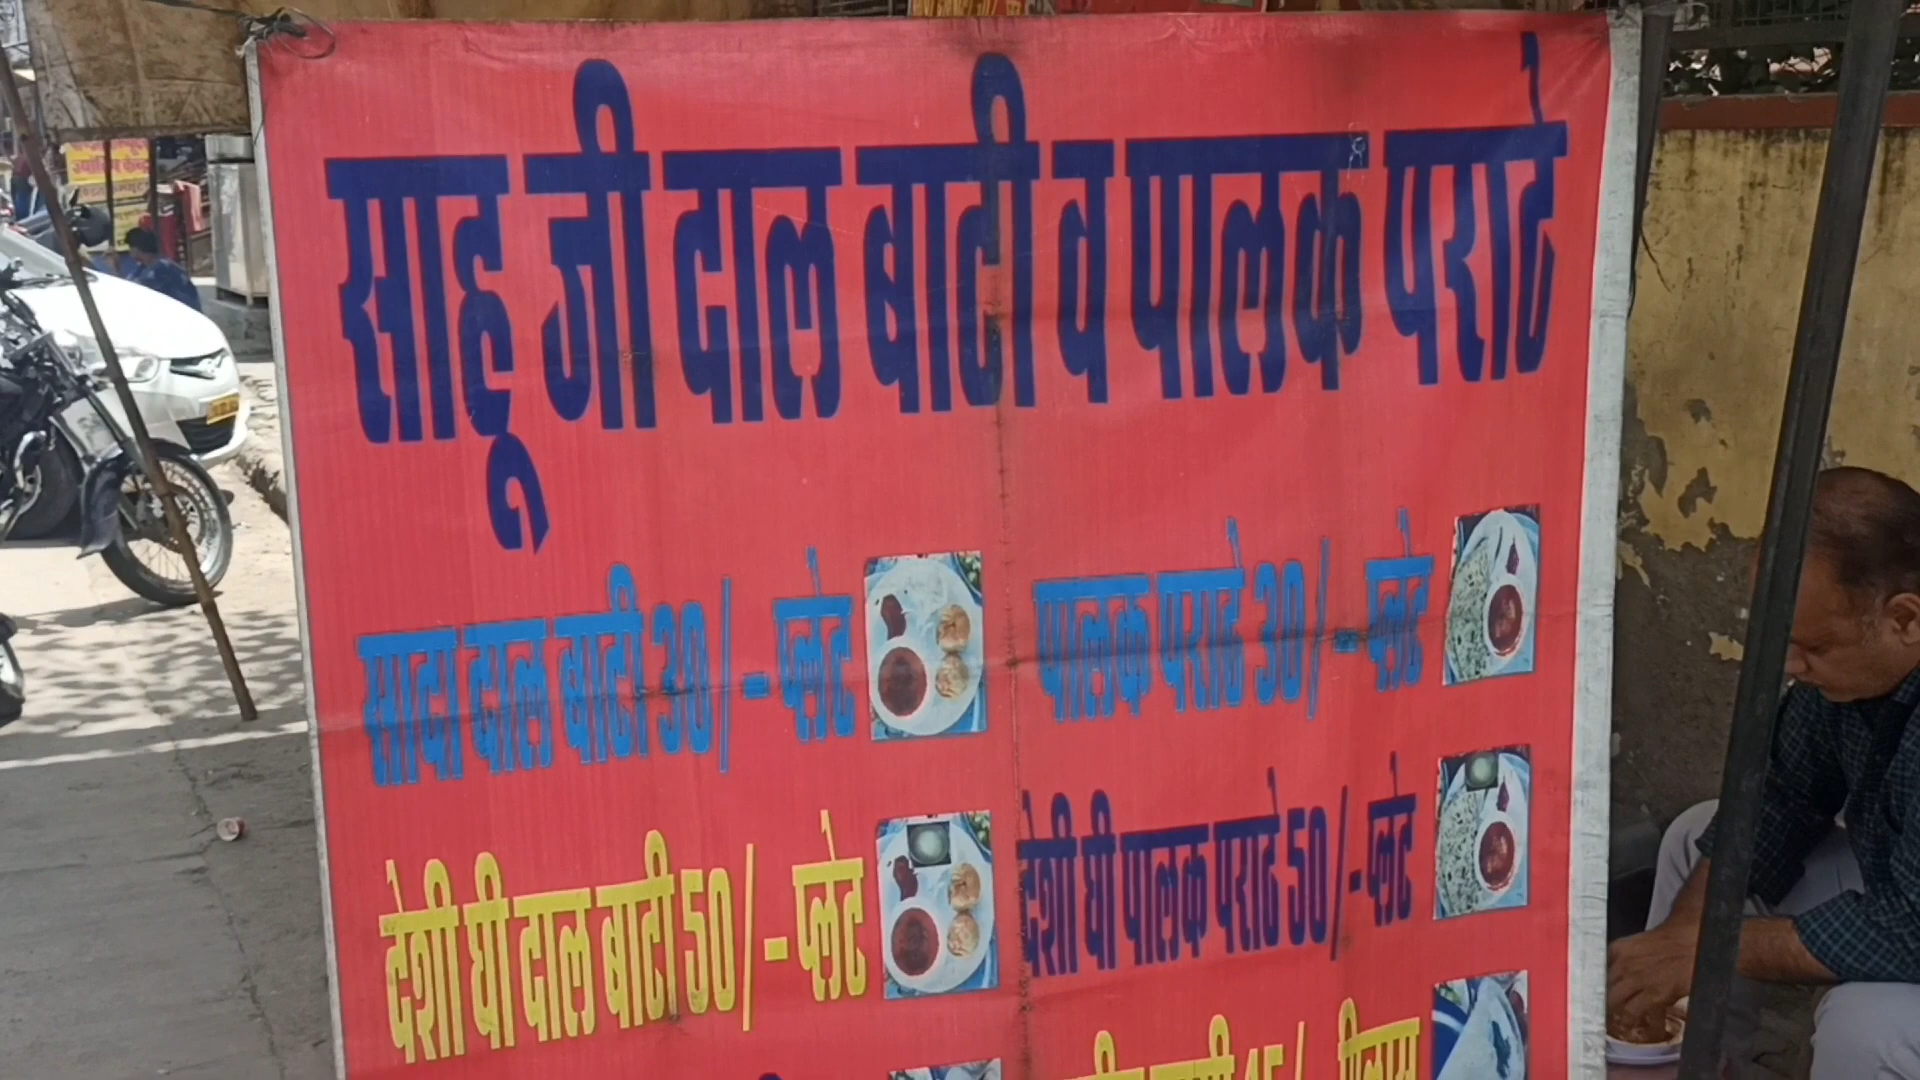 साहू जी दाल बाटी व पालक पराठे
सादा दाल बाटी 30/- प्लेट
पालक पराठे 30/- प्लेट
देशी घी दाल बाटी 50/- प्लेट
देशी घी पालक पराठे 50/- प्लेट